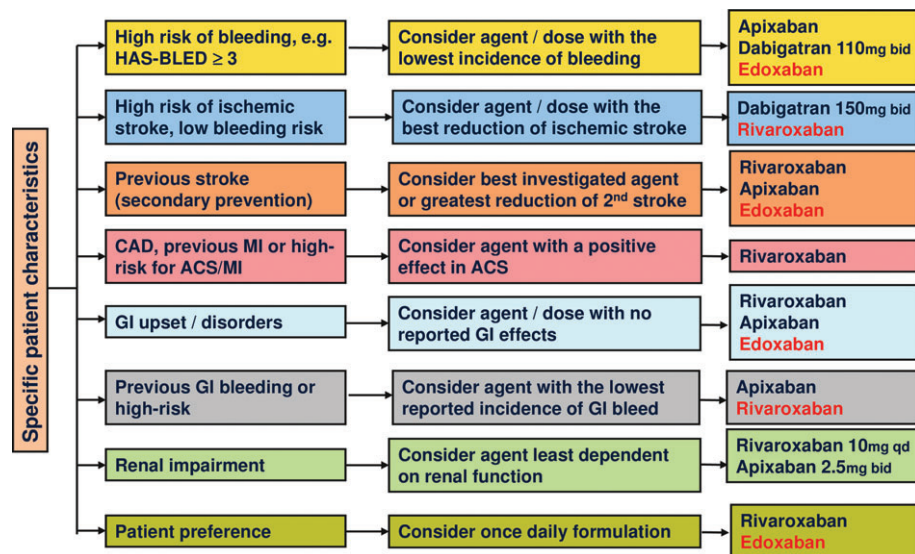 Specific patient characteristics
High risk of bleeding, e.g.
HAS-BLED ≥ 3
Consider agent / dose with the
lowest incidence of bleeding
Apixaban
Dabigatran 110mg bid
Edoxaban
High risk of ischemic
stroke, low bleeding risk
Consider agent / dose with the
best reduction of ischemic stroke
Dabigatran 150mg bid
Rivaroxaban
Previous stroke
(secondary prevention)
Consider best investigated agent
or greatest reduction of 2nd stroke
Rivaroxaban
Apixaban
Edoxaban
CAD, previous MI or high-
risk for ACS/MI
Consider agent with a positive
effect in ACS
Rivaroxaban
GI upset / disorders
Consider agent / dose with no
reported GI effects
Rivaroxaban
Apixaban
Edoxaban
Previous GI bleeding or
high-risk
Consider agent with the lowest
reported incidence of GI bleed
Apixaban
Rivaroxaban
Renal impairment
Consider agent least dependent
on renal function
Rivaroxaban 10mg qd
Apixaban 2.5mg bid
Patient preference
Consider once daily formulation
Rivaroxaban
Edoxaban